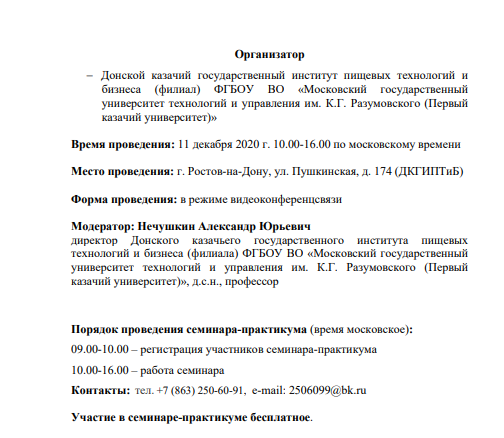 Организатор
– Донской казачий государственный институт пищевых технологий и
бизнеса (филиал) ФГБОУ ВО «Московский государственный
университет технологий и управления им. К.Г. Разумовского (Первый
казачий университет)»
Время проведения: 11 декабря 2020 г. 10.00-16.00 по московскому времени
Место проведения: г. Ростов-на-Дону, ул. Пушкинская, д. 174 (ДКГИПТиБ)
Форма проведения: в режиме видеоконференцсвязи
Модератор: Нечушкин Александр Юрьевич
директор Донского казачьего государственного института пищевых
технологий и бизнеса (филиала) ФГБОУ ВО «Московский государственный
университет технологий и управления им. К.Г. Разумовского (Первый
казачий университет)», д.с.н., профессор
Порядок проведения семинара-практикума (время московское):
09.00-10.00 – регистрация участников семинара-практикума
10.00-16.00 – работа семинара
Контакты: тел. +7 (863) 250-60-91, e-mail: 2506099@bk.ru
Участие в семинаре-практикуме бесплатное.